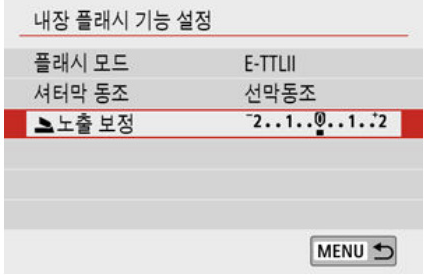 내장 플래시 기능 설정
플래시 모드 E-TTLII
셔터막 동조 선막동조
노출 보정 -2..1..0..1..+2
MENU